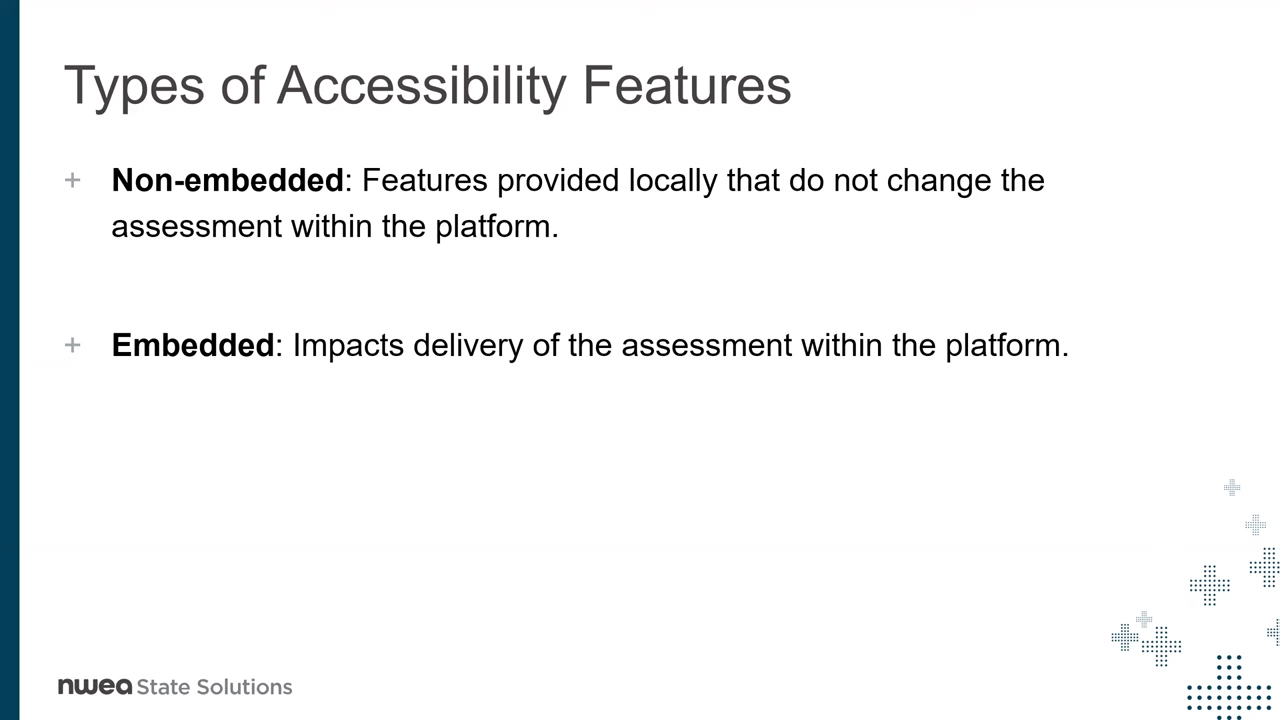 Types of Accessibility Features
+ Non-embedded: Features provided locally that do not change the
assessment within the platform.
+ Embedded: Impacts delivery of the assessment within the platform.
nwea State Solutions